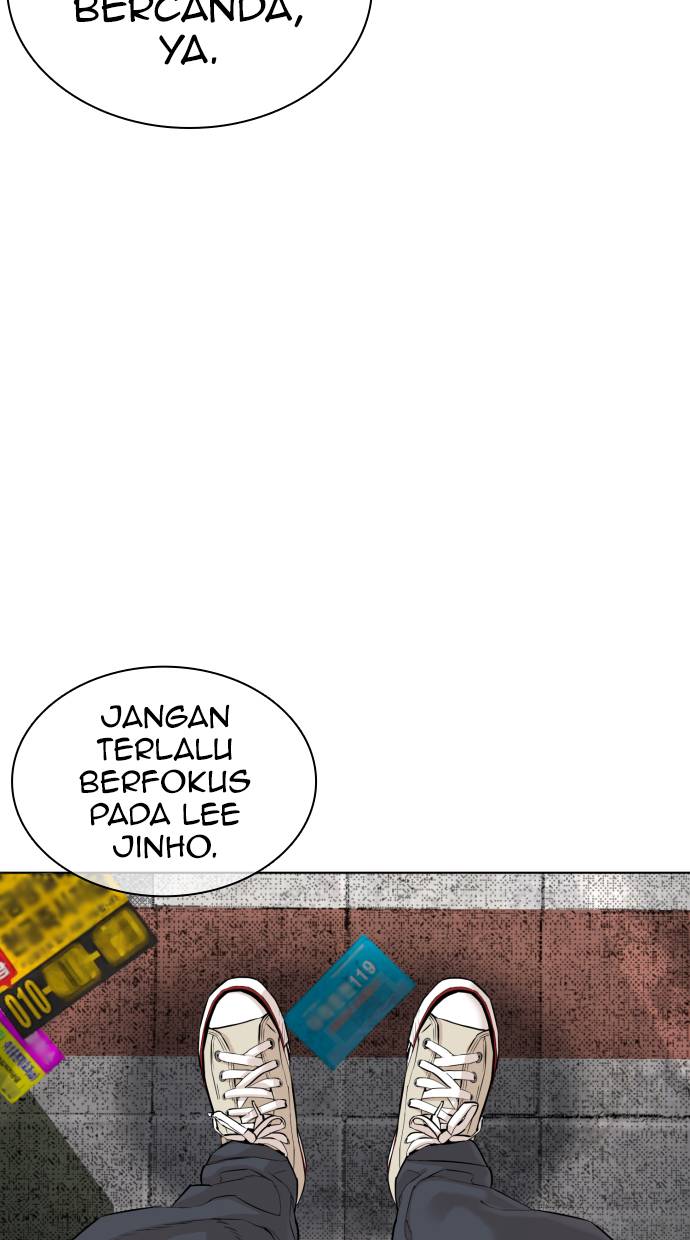 BERCANDA,
YA.
JANGAN
TERLALU
BERFOKUS
PADA LEE
JINHO.
119
010-